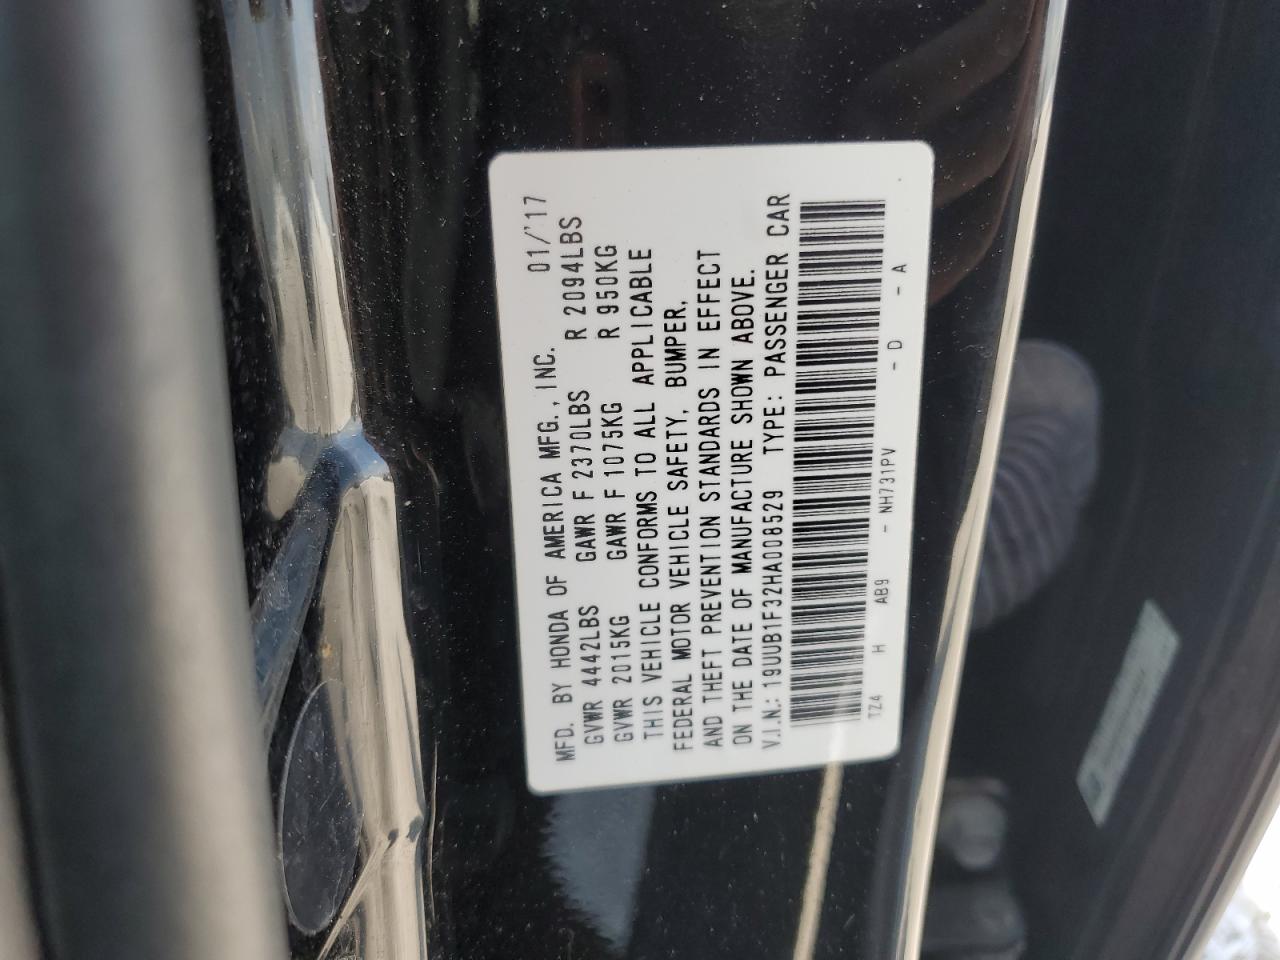 MFD. BY HONDA OF AMERICA MFG., INC. 01/'17
GVWR 4442LBS GAWR F 2370LBS R 2094LBS
GVWR 2015KG GAWR F 1075KG R 950KG
THIS VEHICLE CONFORMS TO ALL APPLICABLE
FEDERAL MOTOR VEHICLE SAFETY, BUMPER,
AND THEFT PREVENTION STANDARDS IN EFFECT
ON THE DATE OF MANUFACTURE SHOWN ABOVE.
V.I.N.: 19UUB1F32HA008529 TYPE: PASSENGER CAR
TZ4 H AB9 - NH731PV - D - A